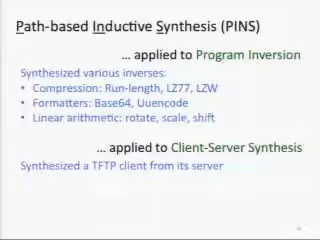 Path-based Inductive Synthesis (PINS)
... applied to Program Inversion
Synthesized various inverses:
• Compression: Run-length, LZ77, LZW
• Formatters: Base64, Uuencode
• Linear arithmetic: rotate, scale, shift
... applied to Client-Server Synthesis
Synthesized a TFTP client from its server